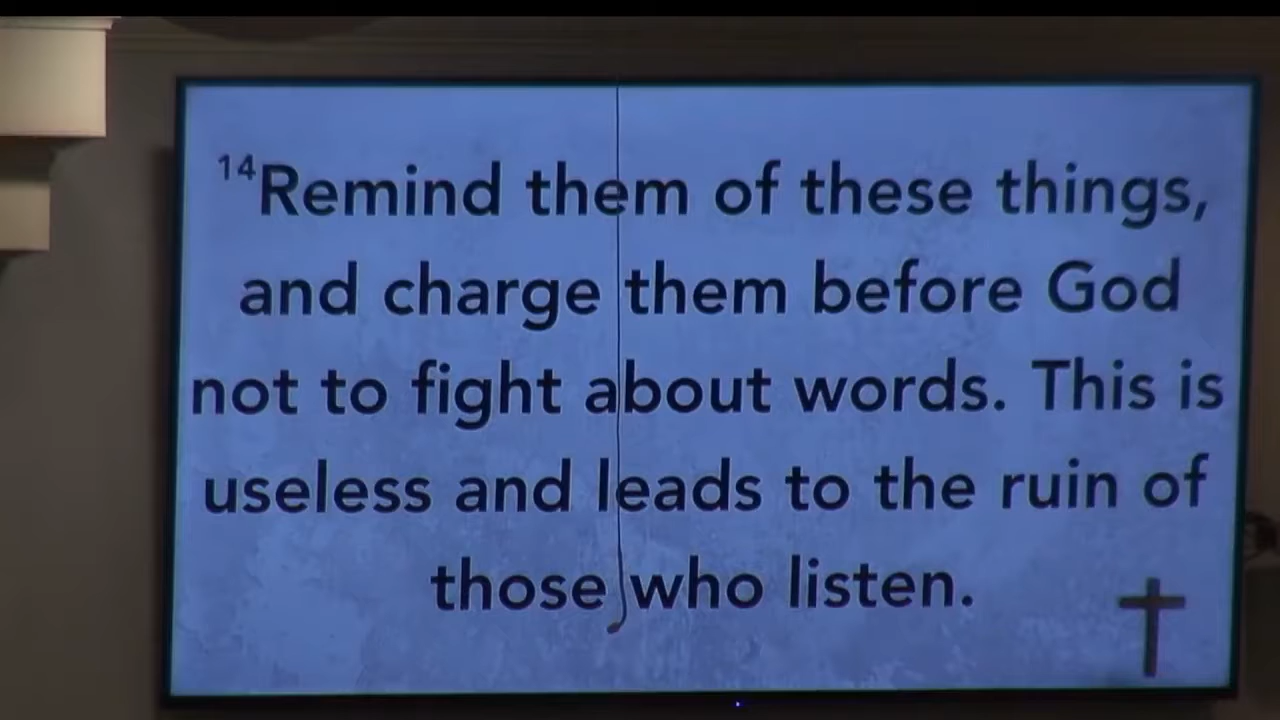 ¹⁴Remind them of these things,
and charge them before God
not to fight about words. This is
useless and leads to the ruin of
those who listen.